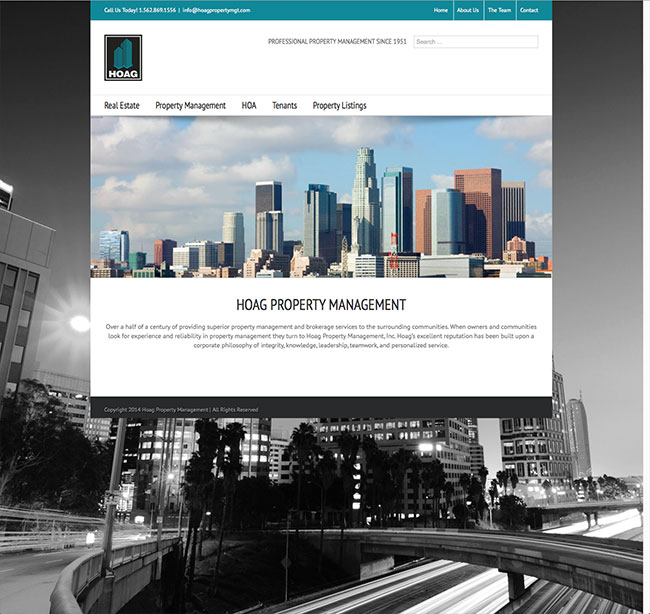 Call Us Today! 1.562.869.1556 | info@hoagpropertymgt.com
Home About Us The Team Contact
HOAG
PROFESSIONAL PROPERTY MANAGEMENT SINCE 1951
Search ...
Real Estate Property Management HOA Tenants Property Listings
HOAG PROPERTY MANAGEMENT
Over a half of a century of providing superior property management and brokerage services to the surrounding communities. When owners and communities
look for experience and reliability in property management they turn to Hoag Property Management, Inc. Hoag's excellent reputation has been built upon a
corporate philosophy of integrity, knowledge, leadership, teamwork, and personalized service.
Copyright 2014 Hoag Property Management | All Rights Reserved